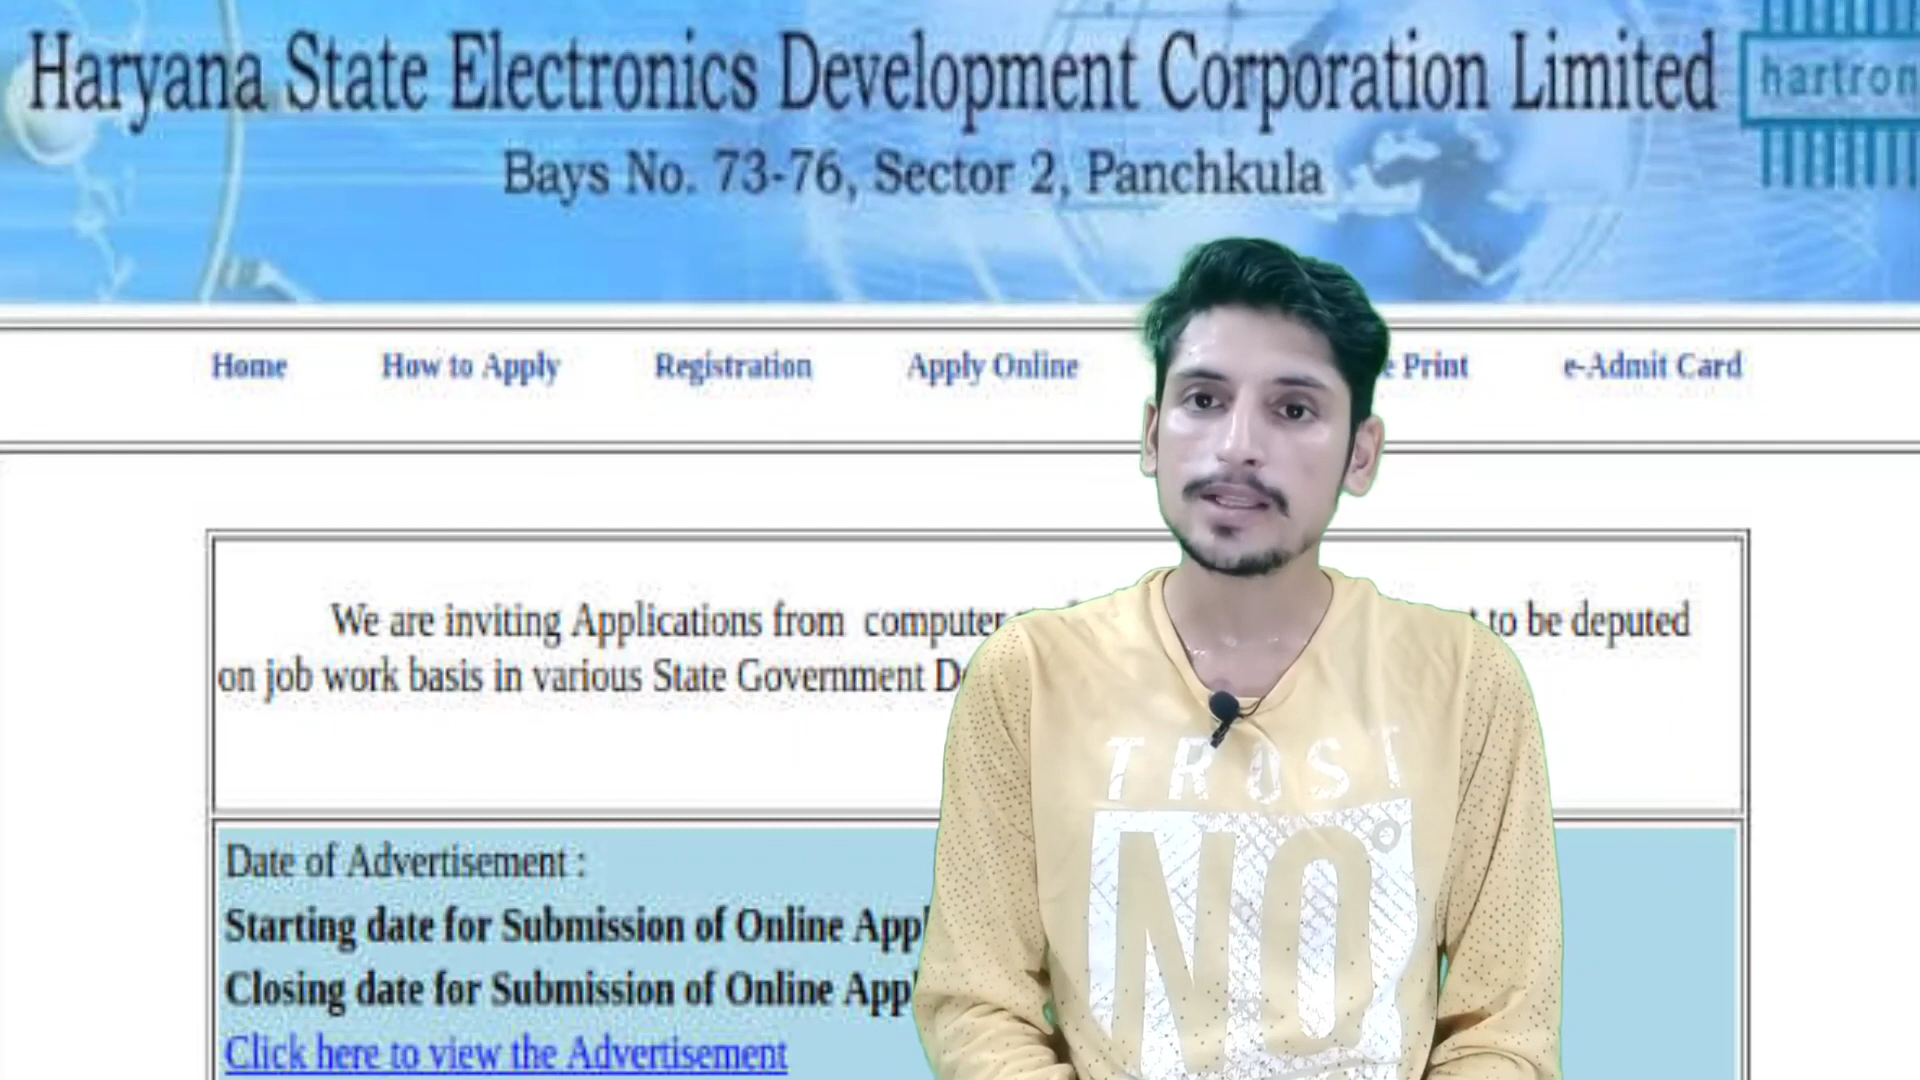 Haryana State Electronics Development Corporation Limited
hartron
Bays No. 73-76, Sector 2, Panchkula
Home How to Apply Registration Apply Online Print e-Admit Card
We are inviting Applications from computer to be deputed
on job work basis in various State Government
Date of Advertisement :
Starting date for Submission of Online
Closing date for Submission of Online
Click here to view the Advertisement
TROST
NO